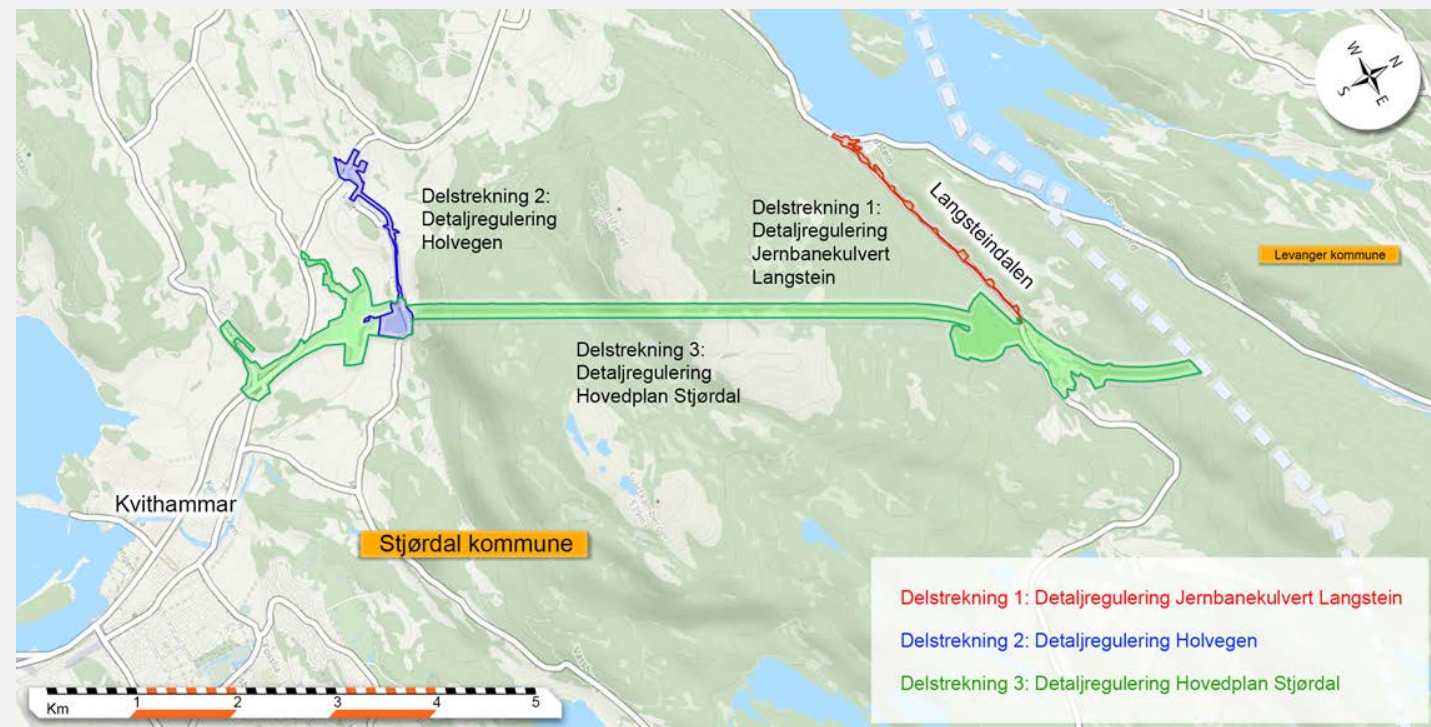 W
N
S
E
Delstrekning 2:
Detaljregulering
Holvegen
Delstrekning 1:
Detaljregulering
Jernbanekulvert
Langstein
Langsteindalen
Levanger kommune
Delstrekning 3:
Detaljregulering
Hovedplan Stjørdal
Kvithammar
Stjørdal kommune
Delstrekning 1: Detaljregulering Jernbanekulvert Langstein
Delstrekning 2: Detaljregulering Holvegen
Delstrekning 3: Detaljregulering Hovedplan Stjørdal
Km 1 2 3 4 5